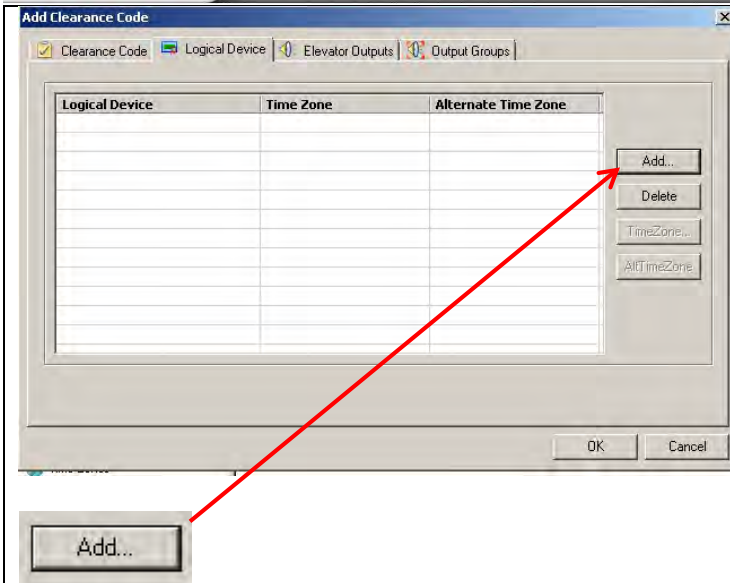 Add Clearance Code
Clearance Code Logical Device Elevator Outputs Output Groups
Logical Device Time Zone Alternate Time Zone
Add...
Delete
TimeZone...
AltTimeZone
OK Cancel
Add...